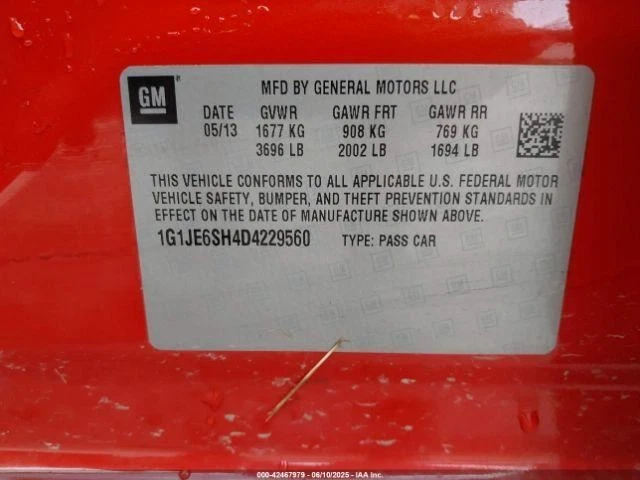 GM
MFD BY GENERAL MOTORS LLC
DATE GVWR GAWR FRT GAWR RR
05/13 1677 KG 908 KG 769 KG
3696 LB 2002 LB 1694 LB
THIS VEHICLE CONFORMS TO ALL APPLICABLE U.S. FEDERAL MOTOR
VEHICLE SAFETY, BUMPER, AND THEFT PREVENTION STANDARDS IN
EFFECT ON THE DATE OF MANUFACTURE SHOWN ABOVE.
1G1JE6SH4D4229560 TYPE: PASS CAR
000-42467979 - 06/10/2025 - IAA Inc.